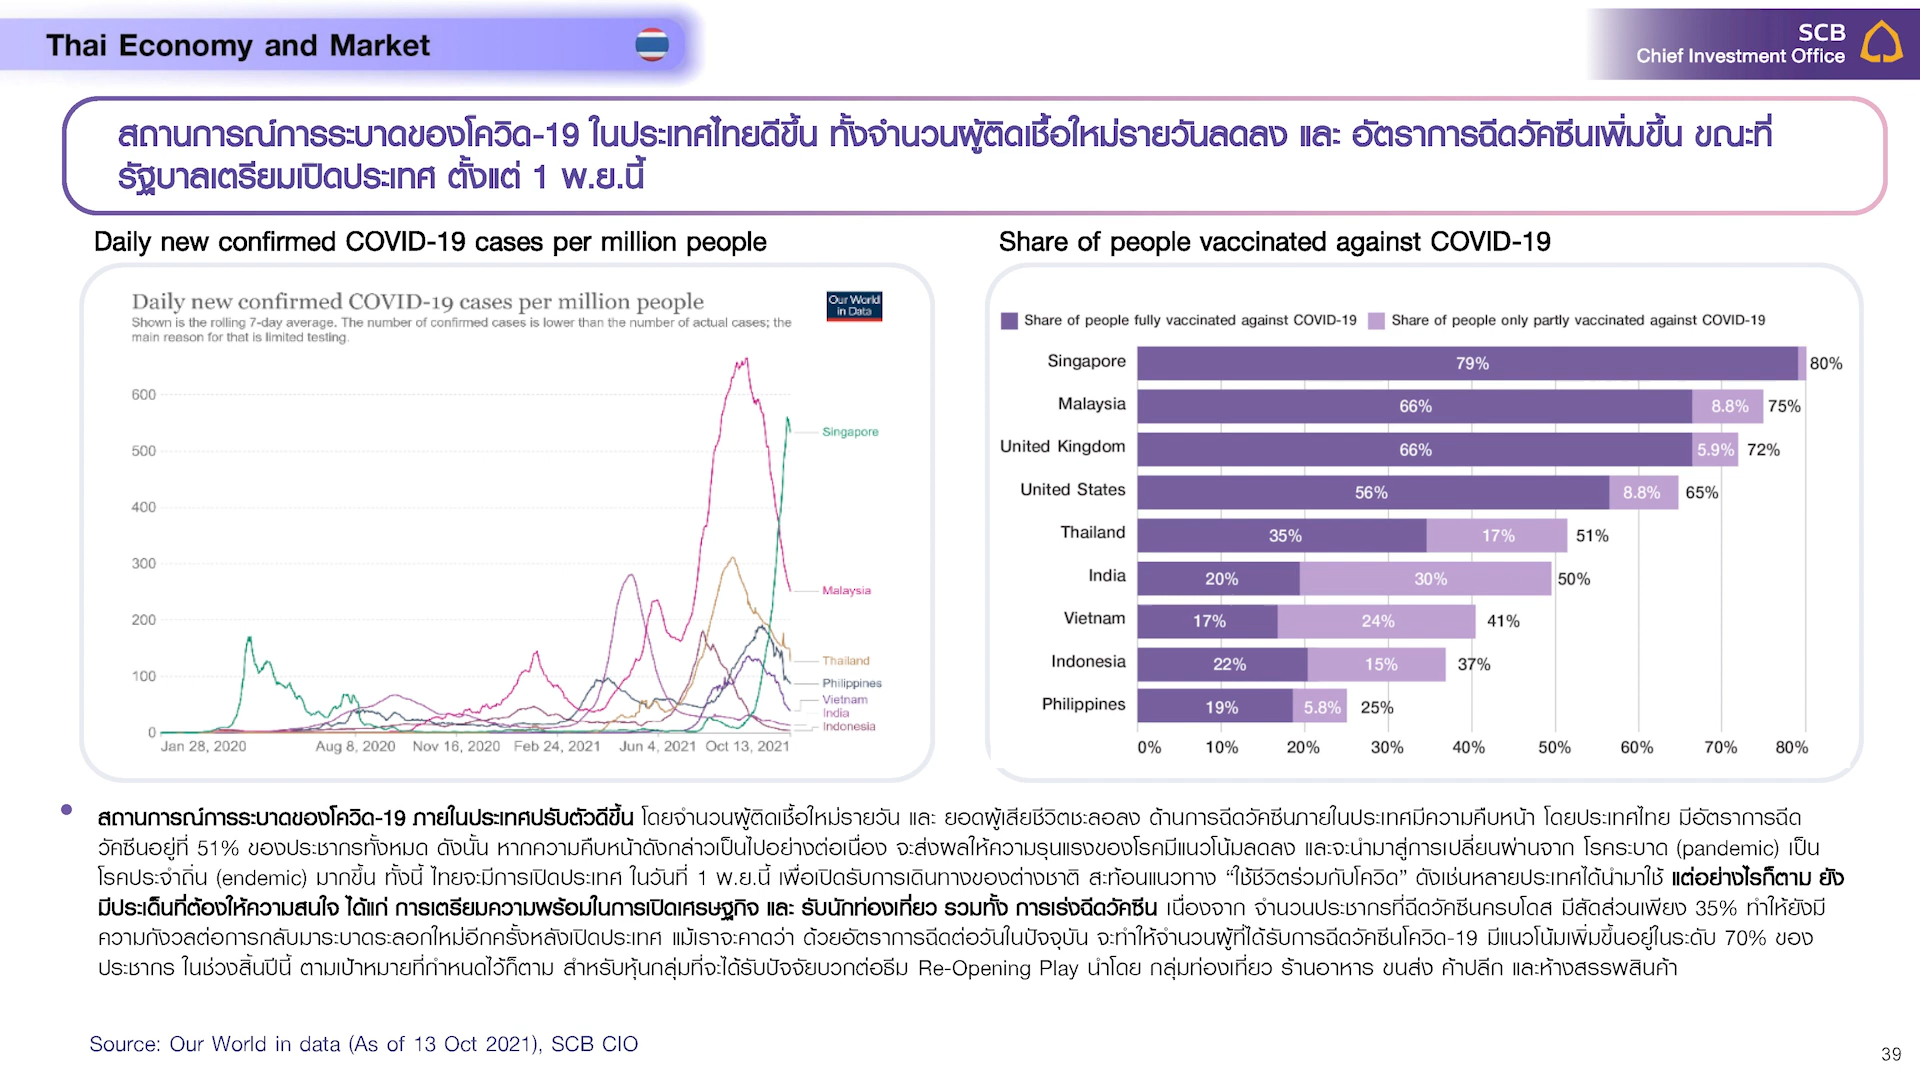 Thai Economy and Market
SCB
Chief Investment Office
สถานการณ์การระบาดของโควิด-19 ในประเทศไทยดีขึ้น ทั้งจำนวนผู้ติดเชื้อใหม่รายวันลดลง และ อัตราการฉีดวัคซีนเพิ่มขึ้น ขณะที่
รัฐบาลเตรียมเปิดประเทศ ตั้งแต่ 1 พ.ย.นี้
Daily new confirmed COVID-19 cases per million people
Daily new confirmed COVID-19 cases per million people
Our World
in Data
Shown is the rolling 7-day average. The number of confirmed cases is lower than the number of actual cases; the
main reason for that is limited testing.
600
500
400
300
200
100
0
Singapore
Malaysia
Thailand
Philippines
Vietnam
India
Indonesia
Jan 28, 2020 Aug 8, 2020 Nov 16, 2020 Feb 24, 2021 Jun 4, 2021 Oct 13, 2021
Share of people vaccinated against COVID-19
Share of people fully vaccinated against COVID-19 Share of people only partly vaccinated against COVID-19
Singapore 79% 80%
Malaysia 66% 8.8% 75%
United Kingdom 66% 5.9% 72%
United States 56% 8.8% 65%
Thailand 35% 17% 51%
India 20% 30% 50%
Vietnam 17% 24% 41%
Indonesia 22% 15% 37%
Philippines 19% 5.8% 25%
0% 10% 20% 30% 40% 50% 60% 70% 80%
• สถานการณ์การระบาดของโควิด-19 ภายในประเทศปรับตัวดีขึ้น โดยจำนวนผู้ติดเชื้อใหม่รายวัน และ ยอดผู้เสียชีวิตชะลอลง ด้านการฉีดวัคซีนภายในประเทศมีความคืบหน้า โดยประเทศไทย มีอัตราการฉีด
วัคซีนอยู่ที่ 51% ของประชากรทั้งหมด ดังนั้น หากความคืบหน้าดังกล่าวเป็นไปอย่างต่อเนื่อง จะส่งผลให้ความรุนแรงของโรคมีแนวโน้มลดลง และจะนำมาสู่การเปลี่ยนผ่านจาก โรคระบาด (pandemic) เป็น
โรคประจำถิ่น (endemic) มากขึ้น ทั้งนี้ ไทยจะมีการเปิดประเทศ ในวันที่ 1 พ.ย.นี้ เพื่อเปิดรับการเดินทางของต่างชาติ สะท้อนแนวทาง “ใช้ชีวิตร่วมกับโควิด” ดังเช่นหลายประเทศได้นำมาใช้ แต่อย่างไรก็ตาม ยัง
มีประเด็นที่ต้องให้ความสนใจ ได้แก่ การเตรียมความพร้อมในการเปิดเศรษฐกิจ และ รับนักท่องเที่ยว รวมทั้ง การเร่งฉีดวัคซีน เนื่องจาก จำนวนประชากรที่ฉีดวัคซีนครบโดส มีสัดส่วนเพียง 35% ทำให้ยังมี
ความกังวลต่อการกลับมาระบาดระลอกใหม่อีกครั้งหลังเปิดประเทศ แม้เราจะคาดว่า ด้วยอัตราการฉีดต่อวันในปัจจุบัน จะทำให้จำนวนผู้ที่ได้รับการฉีดวัคซีนโควิด-19 มีแนวโน้มเพิ่มขึ้นอยู่ในระดับ 70% ของ
ประชากร ในช่วงสิ้นปีนี้ ตามเป้าหมายที่กำหนดไว้ก็ตาม สำหรับหุ้นกลุ่มที่จะได้รับปัจจัยบวกต่อธีม Re-Opening Play นำโดย กลุ่มท่องเที่ยว ร้านอาหาร ขนส่ง ค้าปลีก และห้างสรรพสินค้า
Source: Our World in data (As of 13 Oct 2021), SCB CIO
39